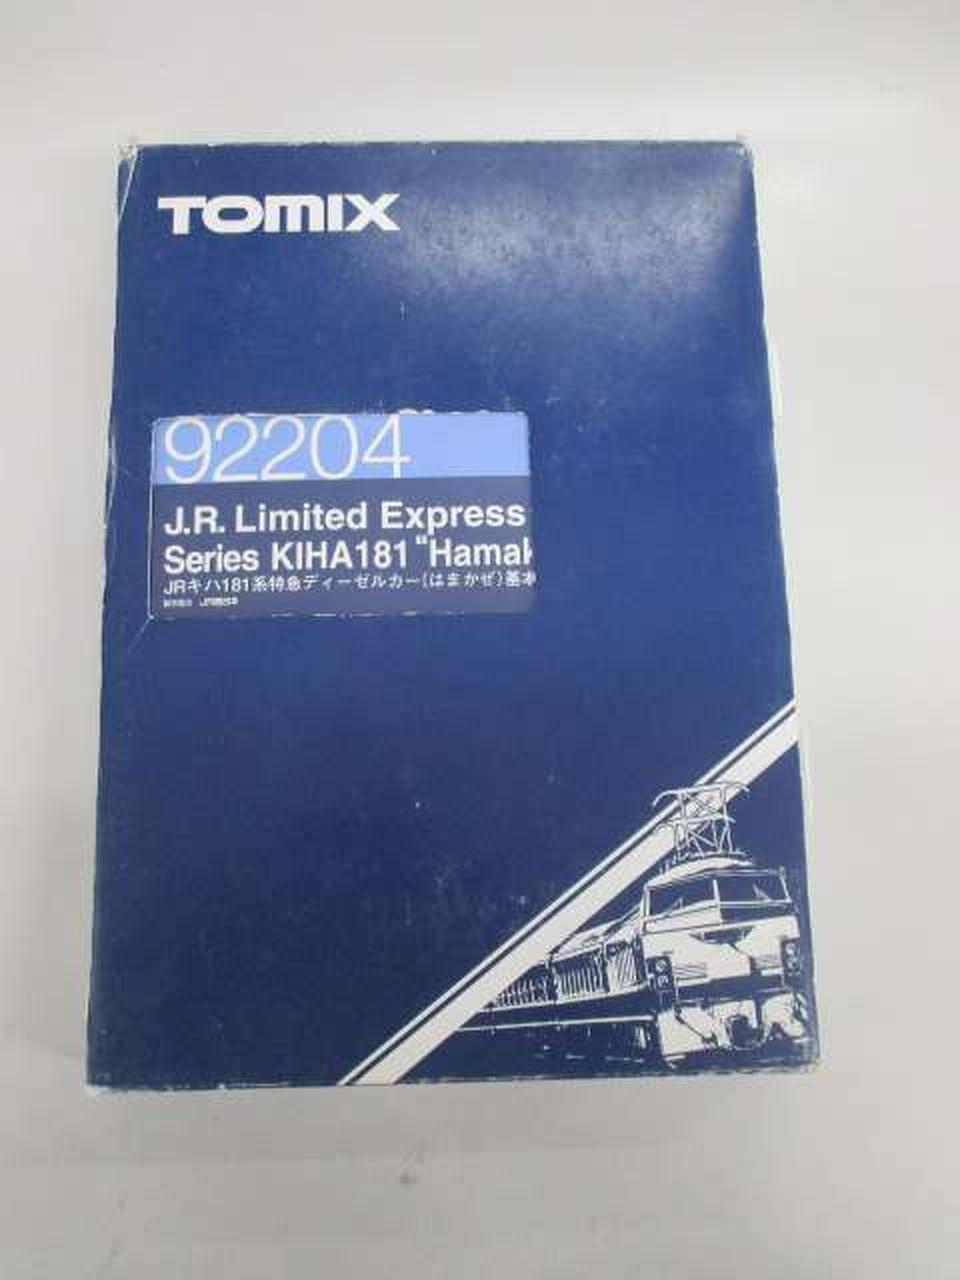 TOMIX
92204
J.R. Limited Express
Series KIHA181 "Hamak
JRキハ181系特急ディーゼルカー(はまかぜ)基本